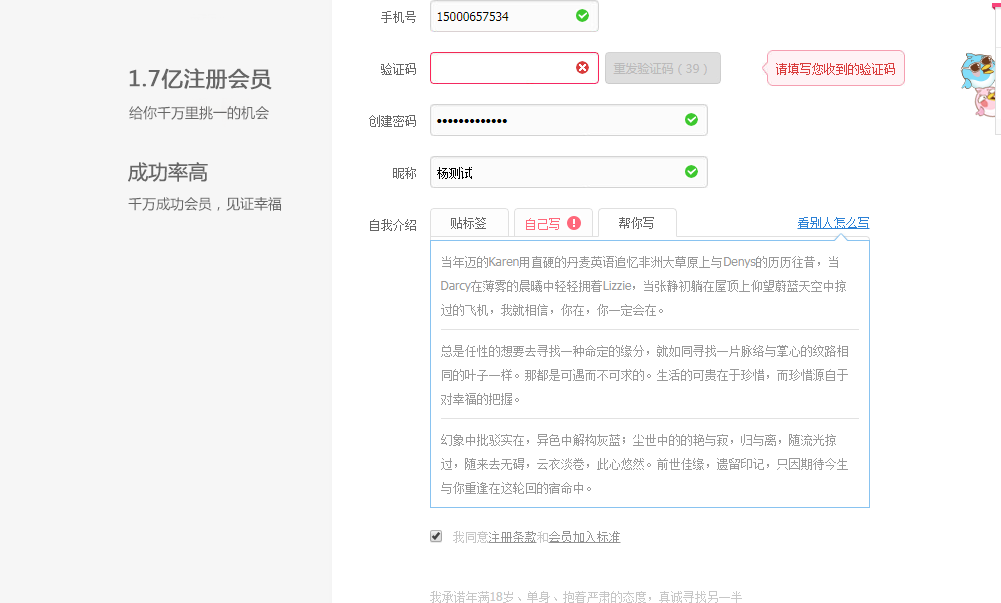 1.7亿注册会员
给你千万里挑一的机会
成功率高
千万成功会员，见证幸福
手机号 15000657534
验证码 重发验证码（39） 请填写您收到的验证码
创建密码 •••••••••••••
昵称 杨测试
自我介绍 贴标签 自己写 帮你写 看别人怎么写
当年迈的Karen用直硬的丹麦英语追忆非洲大草原上与Denys的历历往昔，当
Darcy在薄雾的晨曦中轻轻拥着Lizzie，当张静初躺在屋顶上仰望蔚蓝天空中掠
过的飞机，我就相信，你在，你一定会在。
总是任性的想要去寻找一种命定的缘分，就如同寻找一片脉络与掌心的纹路相
同的叶子一样。那都是可遇而不可求的。生活的可贵在于珍惜，而珍惜源自于
对幸福的把握。
幻象中批驳实在，异色中解构灰蓝；尘世中的的艳与寂，归与离，随流光掠
过，随来去无碍，云衣淡卷，此心悠然。前世佳缘，遗留印记，只因期待今生
与你重逢在这轮回的宿命中。
我同意注册条款和会员加入标准
我承诺年满18岁、单身、抱着严肃的态度，真诚寻找另一半